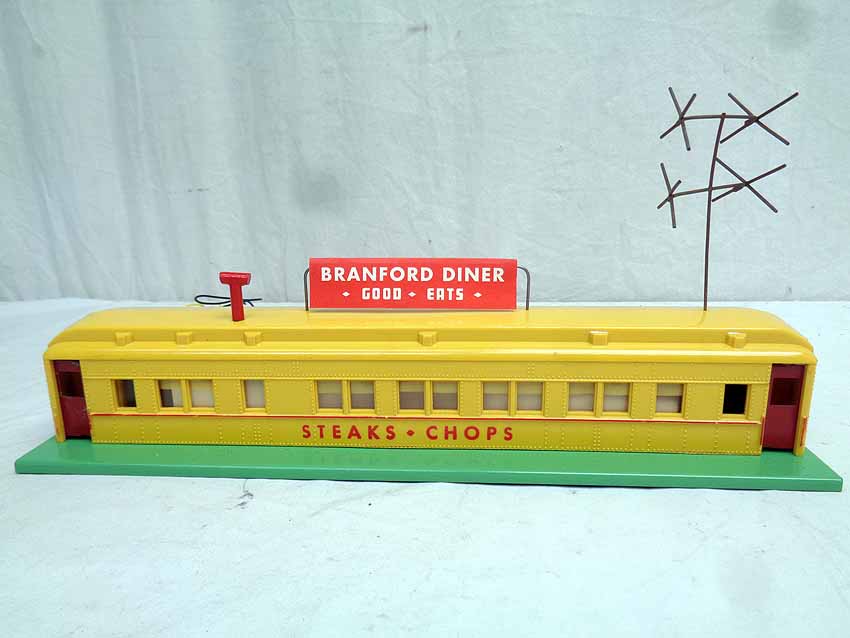 BRANFORD DINER
• GOOD • EATS •
STEAKS • CHOPS